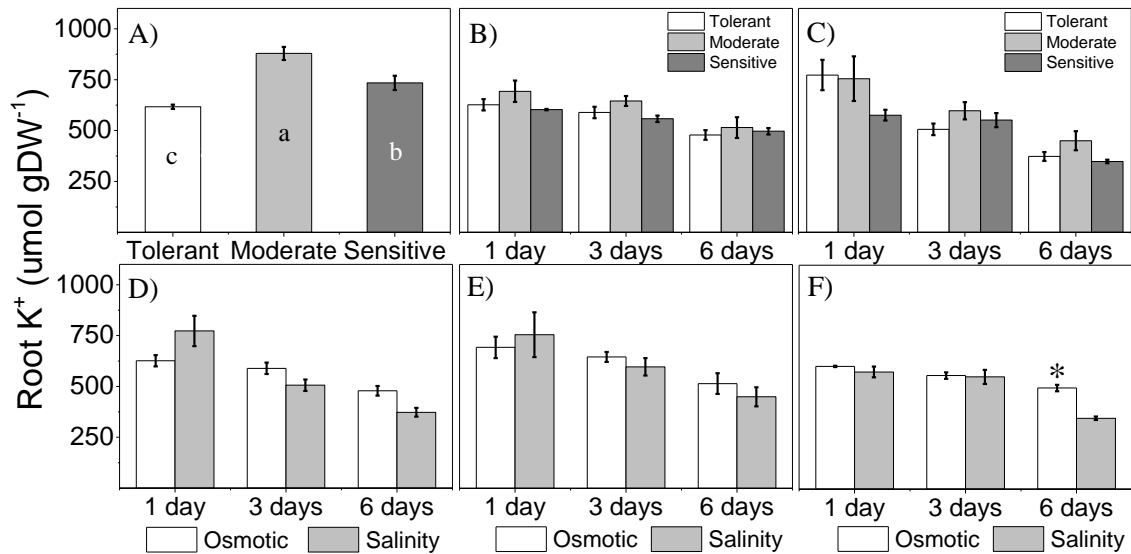 Root K+ (umol gDW-1)
1000
750
500
250
A)
c
a
b
Tolerant Moderate Sensitive
B)
Tolerant
Moderate
Sensitive
1 day 3 days 6 days
C)
Tolerant
Moderate
Sensitive
1 day 3 days 6 days
1000
750
500
250
D)
1 day 3 days 6 days
Osmotic Salinity
E)
1 day 3 days 6 days
Osmotic Salinity
F)
*
1 day 3 days 6 days
Osmotic Salinity